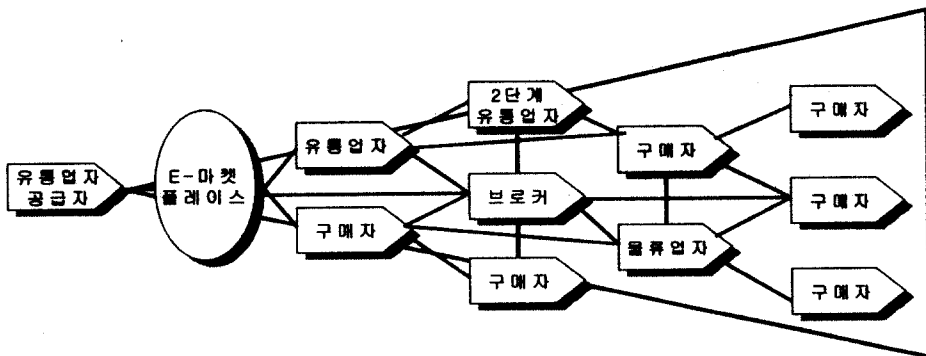 유통업자
공급자
E-마켓
플레이스
유통업자
구매자
2단계
유통업자
브로커
구매자
구매자
물류업자
구매자
구매자
구매자